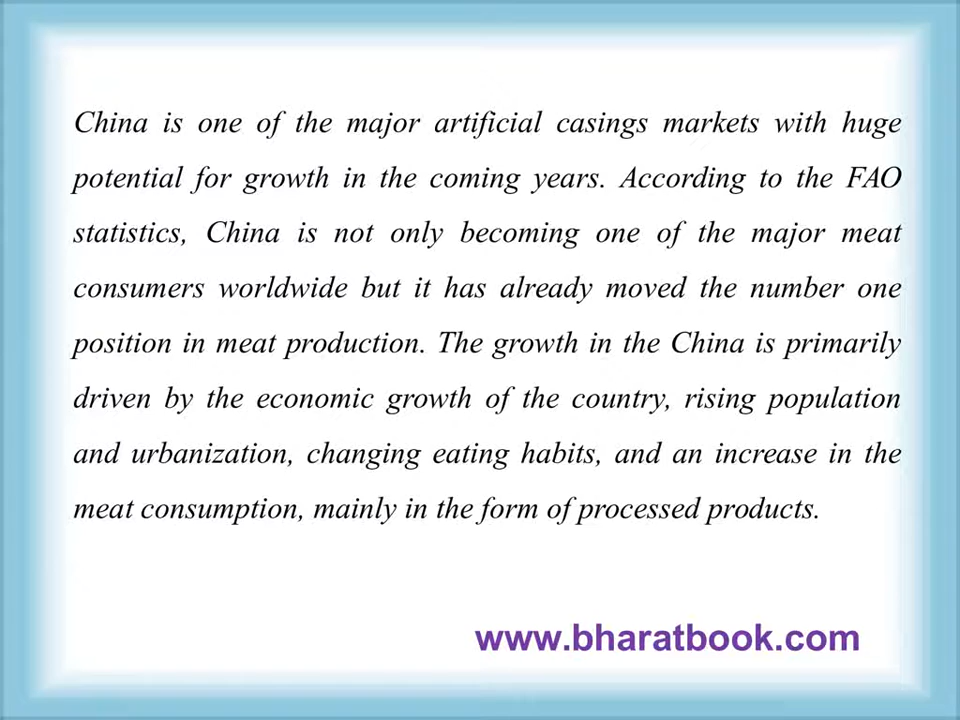 China is one of the major artificial casings markets with huge
potential for growth in the coming years. According to the FAO
statistics, China is not only becoming one of the major meat
consumers worldwide but it has already moved the number one
position in meat production. The growth in the China is primarily
driven by the economic growth of the country, rising population
and urbanization, changing eating habits, and an increase in the
meat consumption, mainly in the form of processed products.
www.bharatbook.com